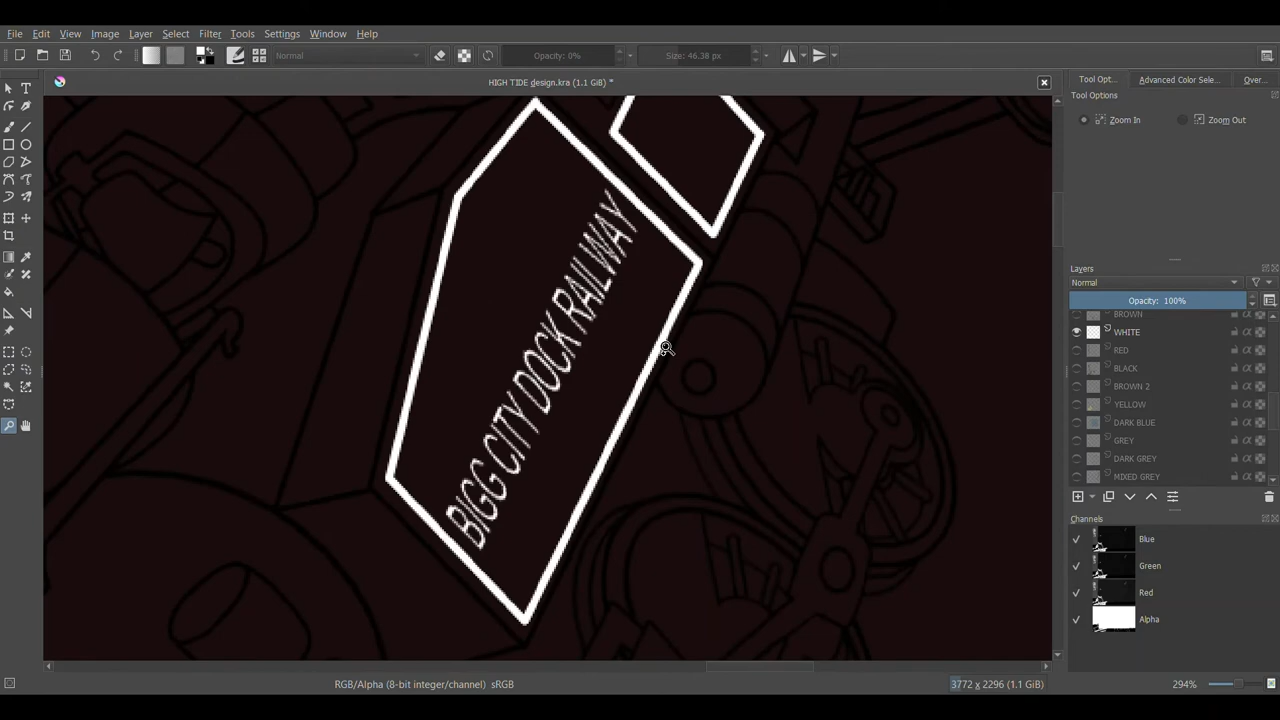 File Edit View Image Layer Select Filter Tools Settings Window Help
Normal
Opacity: 0%
Size: 46.38 px
HIGH TIDE design.kra (1.1 GiB) *
Tool Opt... Advanced Color Sele... Over...
Tool Options
Zoom In Zoom Out
BIGG CITY DOCK RAILWAY
Layers
Normal
Opacity: 100%
BROWN
WHITE
RED
BLACK
BROWN 2
YELLOW
DARK BLUE
GREY
DARK GREY
MIXED GREY
Channels
Blue
Green
Red
Alpha
RGB/Alpha (8-bit integer/channel) sRGB
3772 x 2296 (1.1 GiB)
294%